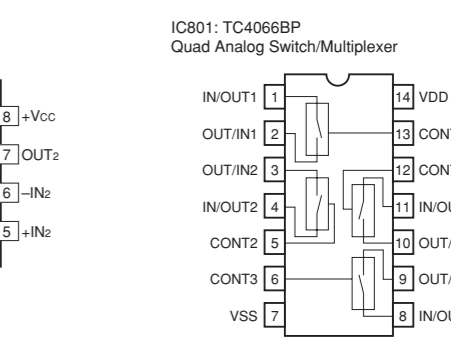 IC801: TC4066BP
Quad Analog Switch/Multiplexer
8 +VCC
7 OUT2
6 –IN2
5 +IN2
IN/OUT1 1
OUT/IN1 2
OUT/IN2 3
IN/OUT2 4
CONT2 5
CONT3 6
VSS 7
14 VDD
13 CONT
12 CONT
11 IN/OU
10 OUT/
9 OUT/
8 IN/OU